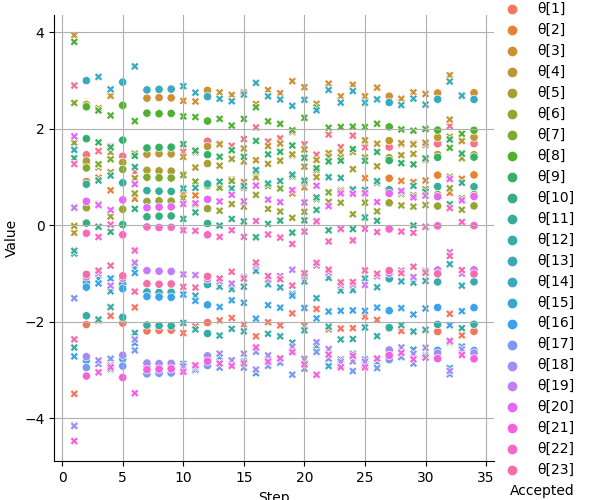 4
2
0
−2
−4
Value
0
5
10
15
20
25
30
35
Step
θ[1]
θ[2]
θ[3]
θ[4]
θ[5]
θ[6]
θ[7]
θ[8]
θ[9]
θ[10]
θ[11]
θ[12]
θ[13]
θ[14]
θ[15]
θ[16]
θ[17]
θ[18]
θ[19]
θ[20]
θ[21]
θ[22]
θ[23]
Accepted